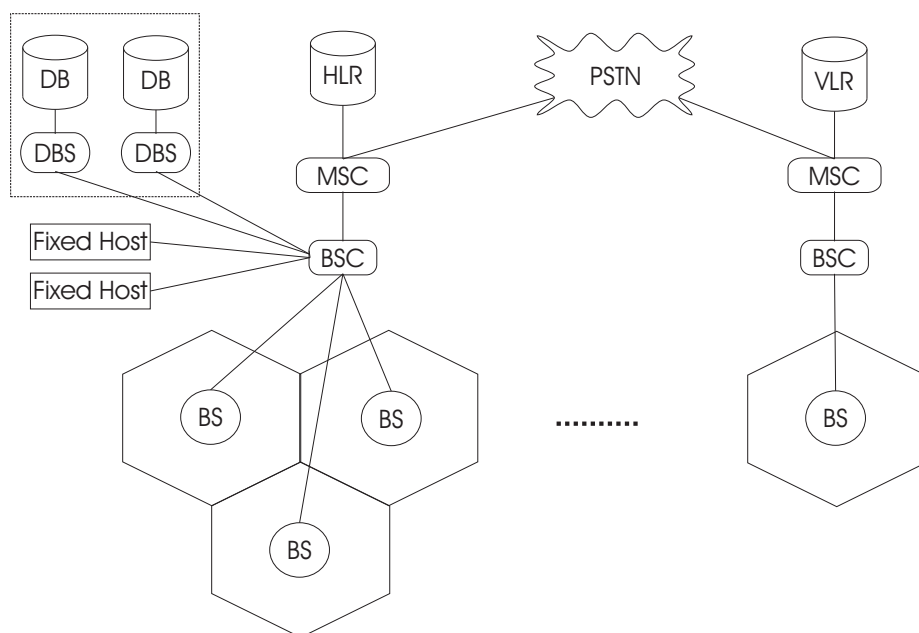 DB
DB
HLR
PSTN
VLR
DBS
DBS
MSC
MSC
Fixed Host
BSC
BSC
Fixed Host
BS
BS
BS
BS